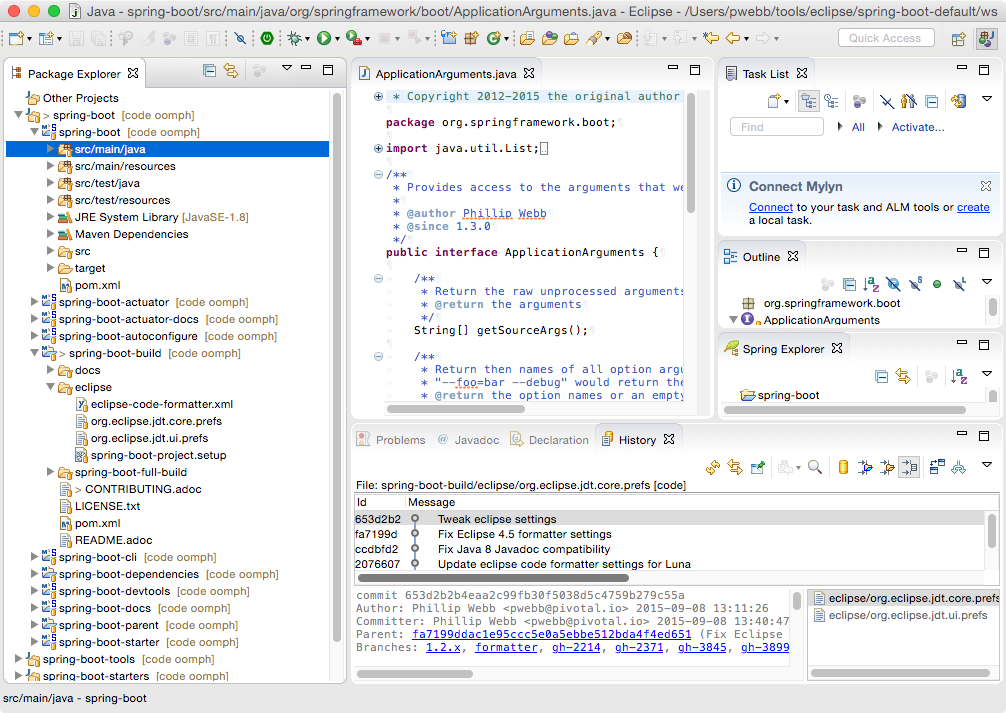 Java - spring-boot/src/main/java/org/springframework/boot/ApplicationArguments.java - Eclipse - /Users/pwebb/tools/eclipse/spring-boot-default/ws
Quick Access
Package Explorer
Other Projects
> spring-boot [code oomph]
spring-boot [code oomph]
src/main/java
src/main/resources
src/test/java
src/test/resources
JRE System Library [JavaSE-1.8]
Maven Dependencies
src
target
pom.xml
spring-boot-actuator [code oomph]
spring-boot-actuator-docs [code oomph]
spring-boot-autoconfigure [code oomph]
> spring-boot-build [code oomph]
docs
eclipse
eclipse-code-formatter.xml
org.eclipse.jdt.core.prefs
org.eclipse.jdt.ui.prefs
spring-boot-project.setup
spring-boot-full-build
> CONTRIBUTING.adoc
LICENSE.txt
pom.xml
README.adoc
spring-boot-cli [code oomph]
spring-boot-dependencies [code oomph]
spring-boot-devtools [code oomph]
spring-boot-docs [code oomph]
spring-boot-parent [code oomph]
spring-boot-starter [code oomph]
spring-boot-tools [code oomph]
spring-boot-starters [code oomph]
ApplicationArguments.java
* Copyright 2012-2015 the original author
package org.springframework.boot;
import java.util.List;
/**
* Provides access to the arguments that we
*
* @author Phillip Webb
* @since 1.3.0
*/
public interface ApplicationArguments {
/**
* Return the raw unprocessed arguments
* @return the arguments
*/
String[] getSourceArgs();
/**
* Return then names of all option argu
* "--foo=bar --debug" would return the
* @return the option names or an empty
Task List
Find
All
Activate...
Connect Mylyn
Connect to your task and ALM tools or create
a local task.
Outline
org.springframework.boot
ApplicationArguments
Spring Explorer
spring-boot
Problems
@ Javadoc
Declaration
History
File: spring-boot-build/eclipse/org.eclipse.jdt.core.prefs [code]
Id Message
653d2b2 Tweak eclipse settings
fa7199d Fix Eclipse 4.5 formatter settings
ccdbfd2 Fix Java 8 Javadoc compatibility
2076607 Update eclipse code formatter settings for Luna
commit 653d2b2b4eaa2c99fb30f5038d5c4759b279c55a
Author: Phillip Webb <pwebb@pivotal.io> 2015-09-08 13:11:26
Committer: Phillip Webb <pwebb@pivotal.io> 2015-09-08 13:40:47
Parent: fa7199ddac1e95ccc5e0a5ebbe512bda4f4ed651 (Fix Eclipse
Branches: 1.2.x, formatter, gh-2214, gh-2371, gh-3845, gh-3899
eclipse/org.eclipse.jdt.core.prefs
eclipse/org.eclipse.jdt.ui.prefs
src/main/java - spring-boot